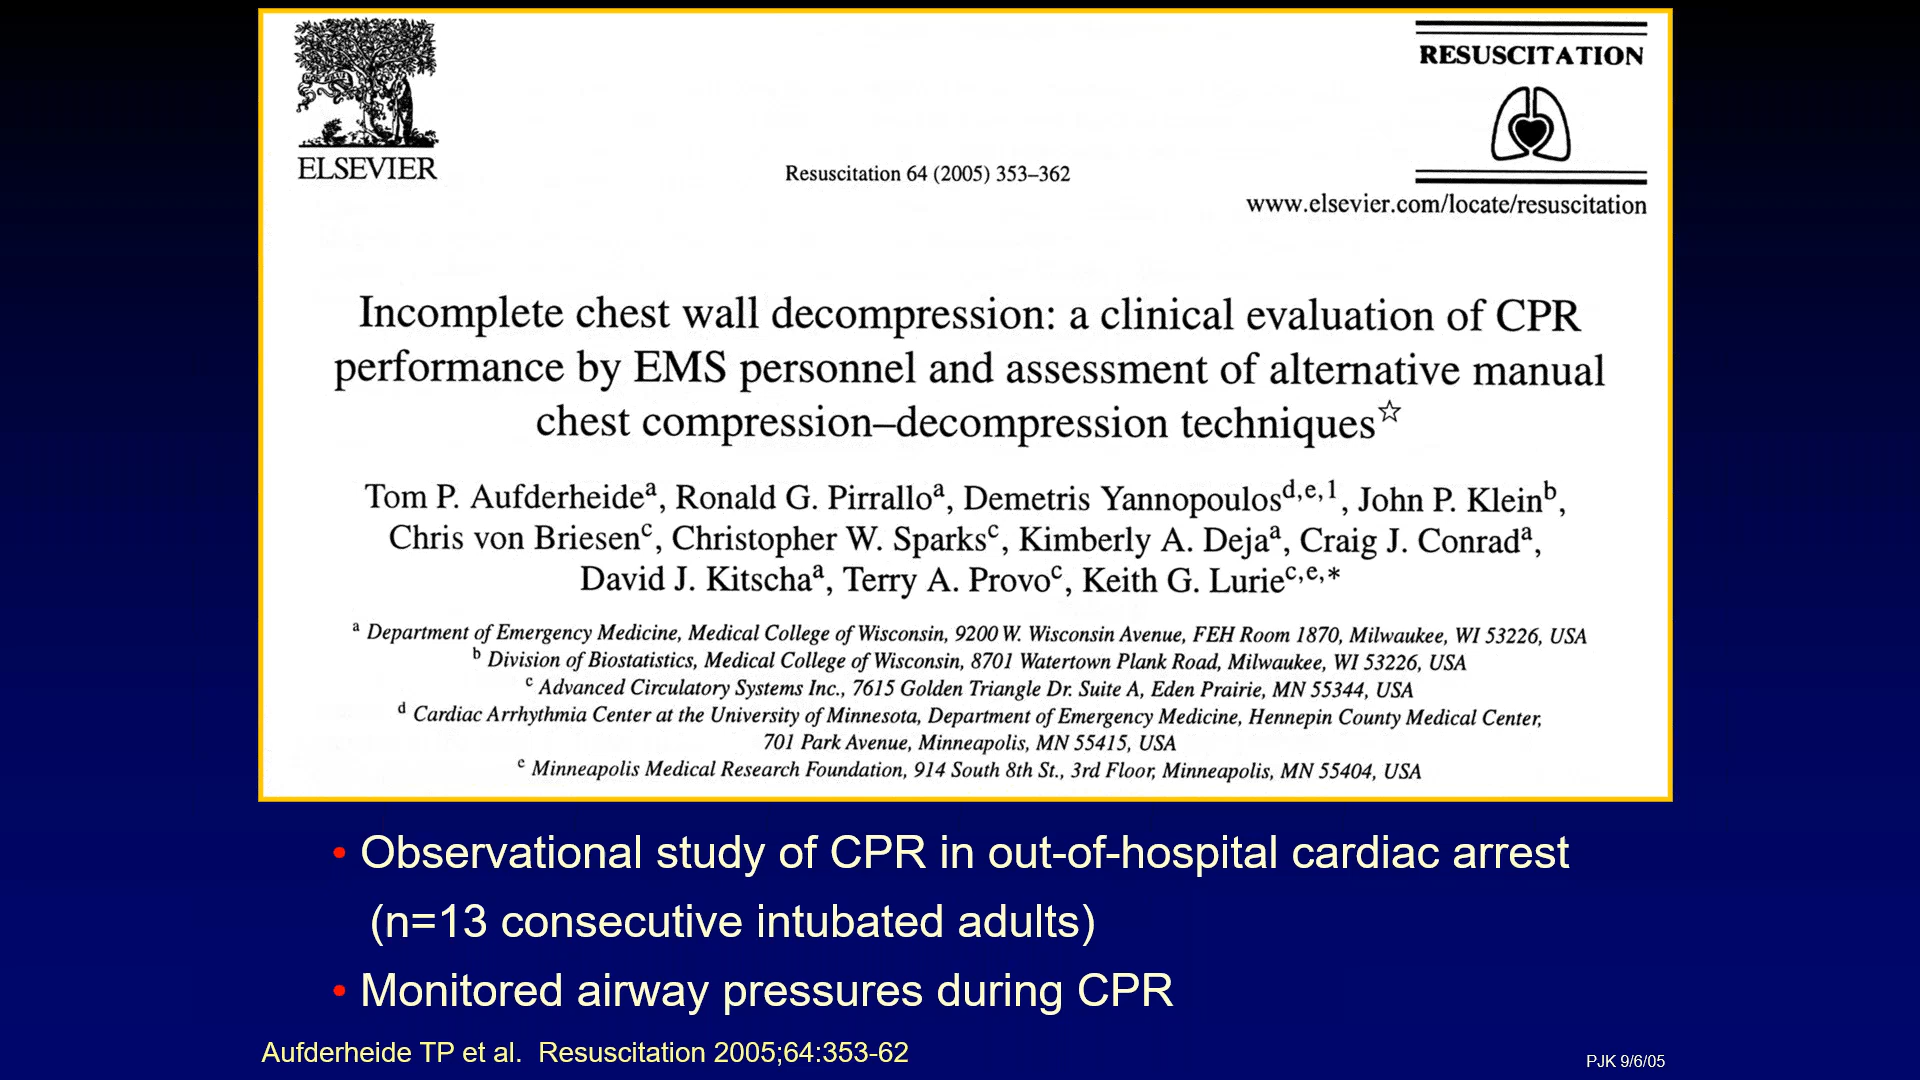 ELSEVIER
RESUSCITATION
Resuscitation 64 (2005) 353–362
www.elsevier.com/locate/resuscitation
Incomplete chest wall decompression: a clinical evaluation of CPR
performance by EMS personnel and assessment of alternative manual
chest compression–decompression techniques☆
Tom P. Aufderheideᵃ, Ronald G. Pirralloᵃ, Demetris Yannopoulosᵈ,ᵉ,¹, John P. Kleinᵇ,
Chris von Briesenᶜ, Christopher W. Sparksᶜ, Kimberly A. Dejaᵃ, Craig J. Conradᵃ,
David J. Kitschaᵃ, Terry A. Provoᶜ, Keith G. Lurieᶜ,ᵉ,*
ᵃ Department of Emergency Medicine, Medical College of Wisconsin, 9200 W. Wisconsin Avenue, FEH Room 1870, Milwaukee, WI 53226, USA
ᵇ Division of Biostatistics, Medical College of Wisconsin, 8701 Watertown Plank Road, Milwaukee, WI 53226, USA
ᶜ Advanced Circulatory Systems Inc., 7615 Golden Triangle Dr. Suite A, Eden Prairie, MN 55344, USA
ᵈ Cardiac Arrhythmia Center at the University of Minnesota, Department of Emergency Medicine, Hennepin County Medical Center,
701 Park Avenue, Minneapolis, MN 55415, USA
ᵉ Minneapolis Medical Research Foundation, 914 South 8th St., 3rd Floor, Minneapolis, MN 55404, USA
• Observational study of CPR in out-of-hospital cardiac arrest
(n=13 consecutive intubated adults)
• Monitored airway pressures during CPR
Aufderheide TP et al. Resuscitation 2005;64:353-62
PJK 9/6/05